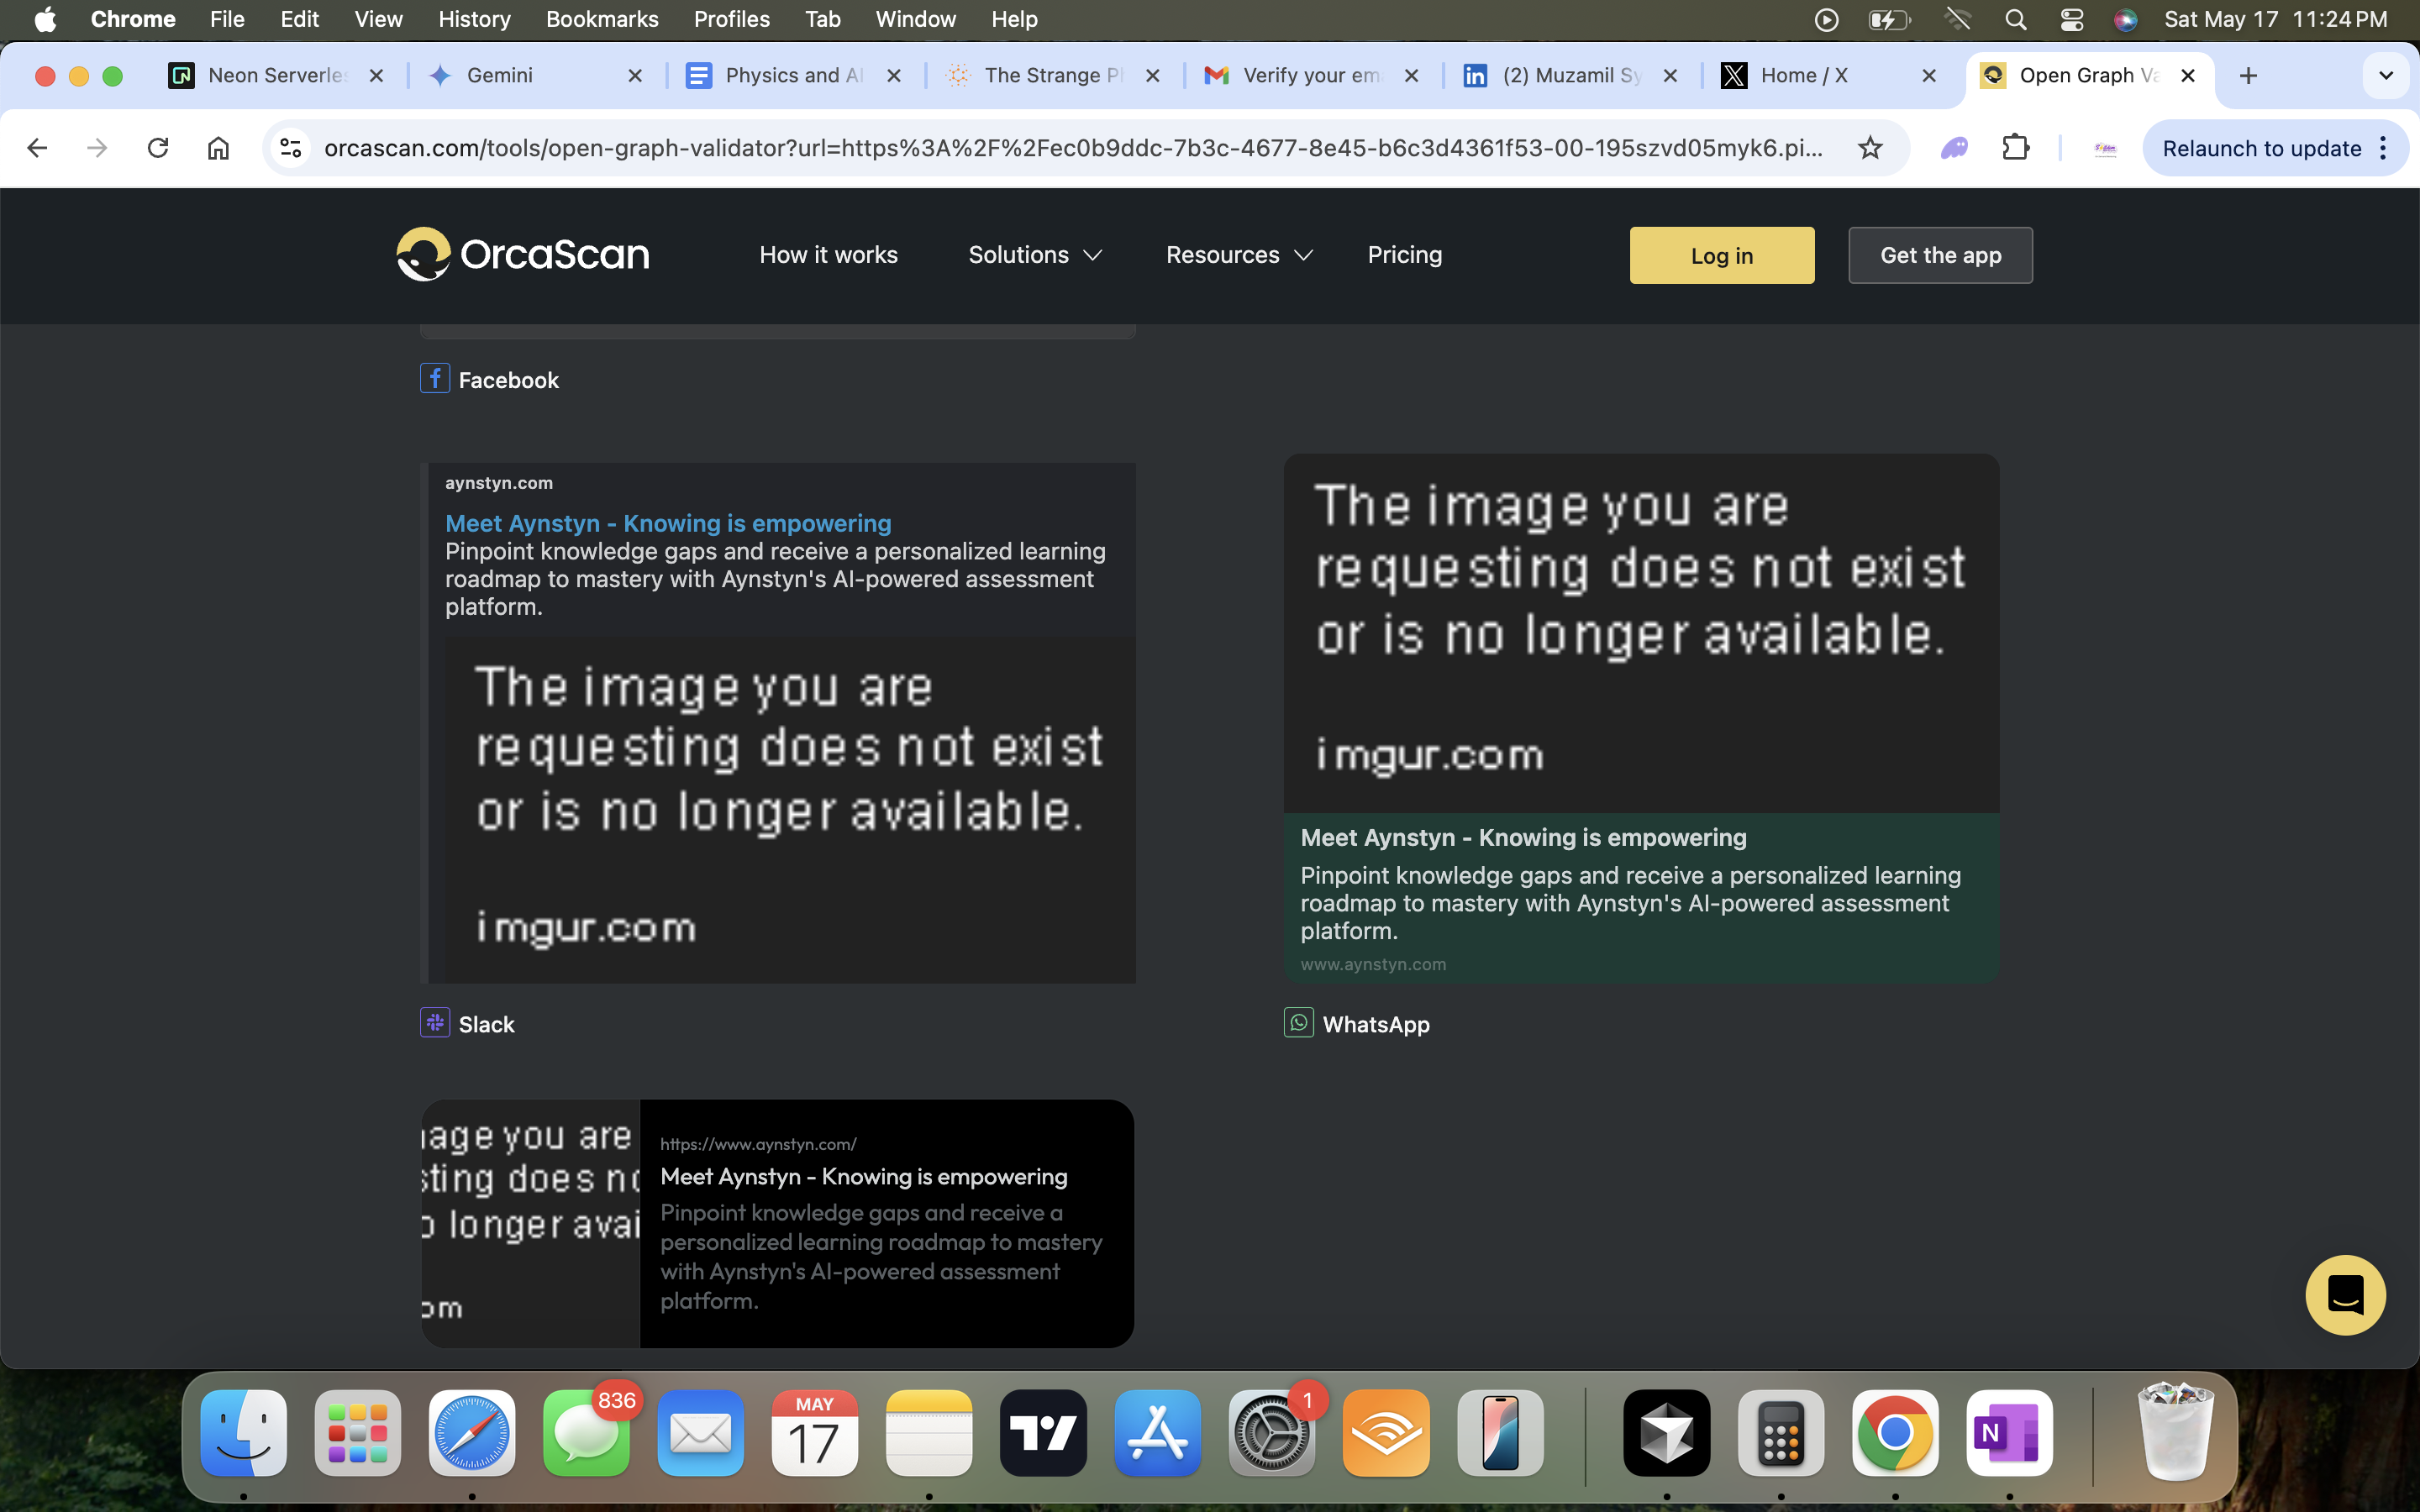 Chrome File Edit View History Bookmarks Profiles Tab Window Help Sat May 17 11:24 PM
Neon Serverles Gemini Physics and AI The Strange Pl Verify your em (2) Muzamil Sy Home / X Open Graph Va
orcascan.com/tools/open-graph-validator?url=https%3A%2F%2Fec0b9ddc-7b3c-4677-8e45-b6c3d4361f53-00-195szvd05myk6.pi... Relaunch to update
OrcaScan How it works Solutions Resources Pricing Log in Get the app
Facebook
aynstyn.com
Meet Aynstyn - Knowing is empowering
Pinpoint knowledge gaps and receive a personalized learning
roadmap to mastery with Aynstyn's AI-powered assessment
platform.
The image you are
requesting does not exist
or is no longer available.
imgur.com
Slack
The image you are
requesting does not exist
or is no longer available.
imgur.com
Meet Aynstyn - Knowing is empowering
Pinpoint knowledge gaps and receive a personalized learning
roadmap to mastery with Aynstyn's AI-powered assessment
platform.
www.aynstyn.com
WhatsApp
age you are
sting does no
o longer avai
om
https://www.aynstyn.com/
Meet Aynstyn - Knowing is empowering
Pinpoint knowledge gaps and receive a
personalized learning roadmap to mastery
with Aynstyn's AI-powered assessment
platform.
836
MAY
17
1
N